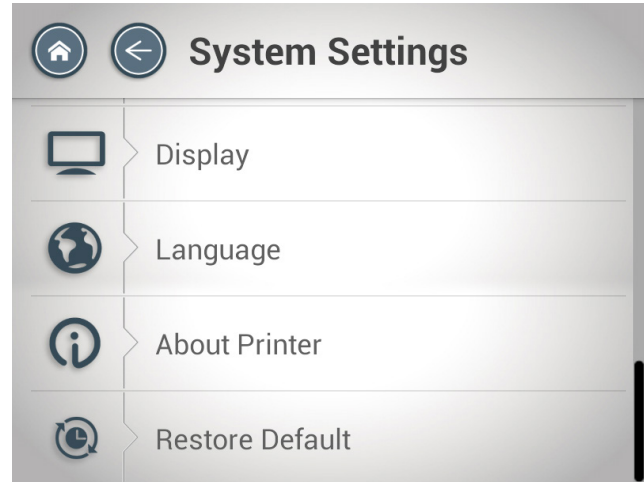 System Settings
Display
Language
About Printer
Restore Default